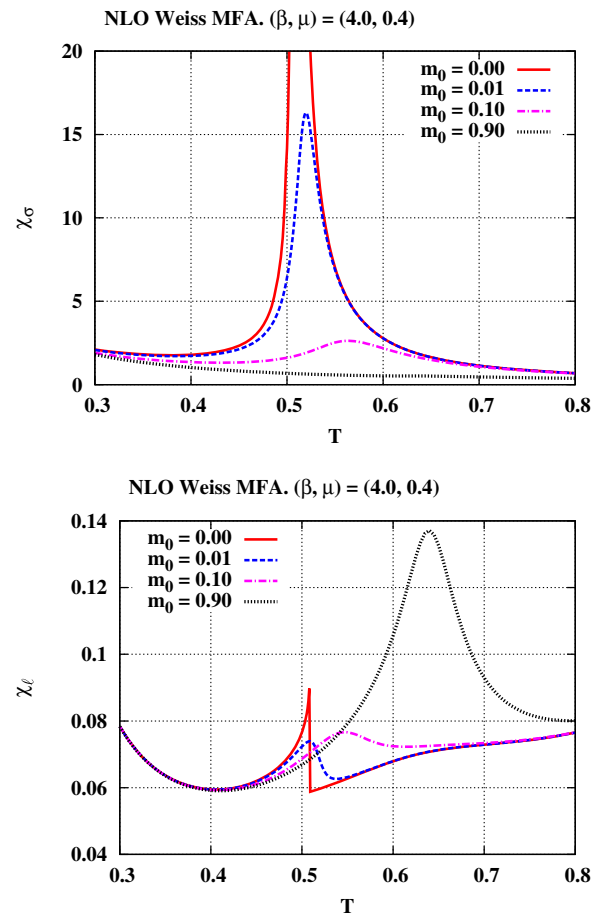 NLO Weiss MFA. (β, μ) = (4.0, 0.4)
20
15
10
5
0
χσ
m0 = 0.00
m0 = 0.01
m0 = 0.10
m0 = 0.90
0.3 0.4 0.5 0.6 0.7 0.8
T
NLO Weiss MFA. (β, μ) = (4.0, 0.4)
0.14
0.12
0.1
0.08
0.06
0.04
χℓ
m0 = 0.00
m0 = 0.01
m0 = 0.10
m0 = 0.90
0.3 0.4 0.5 0.6 0.7 0.8
T